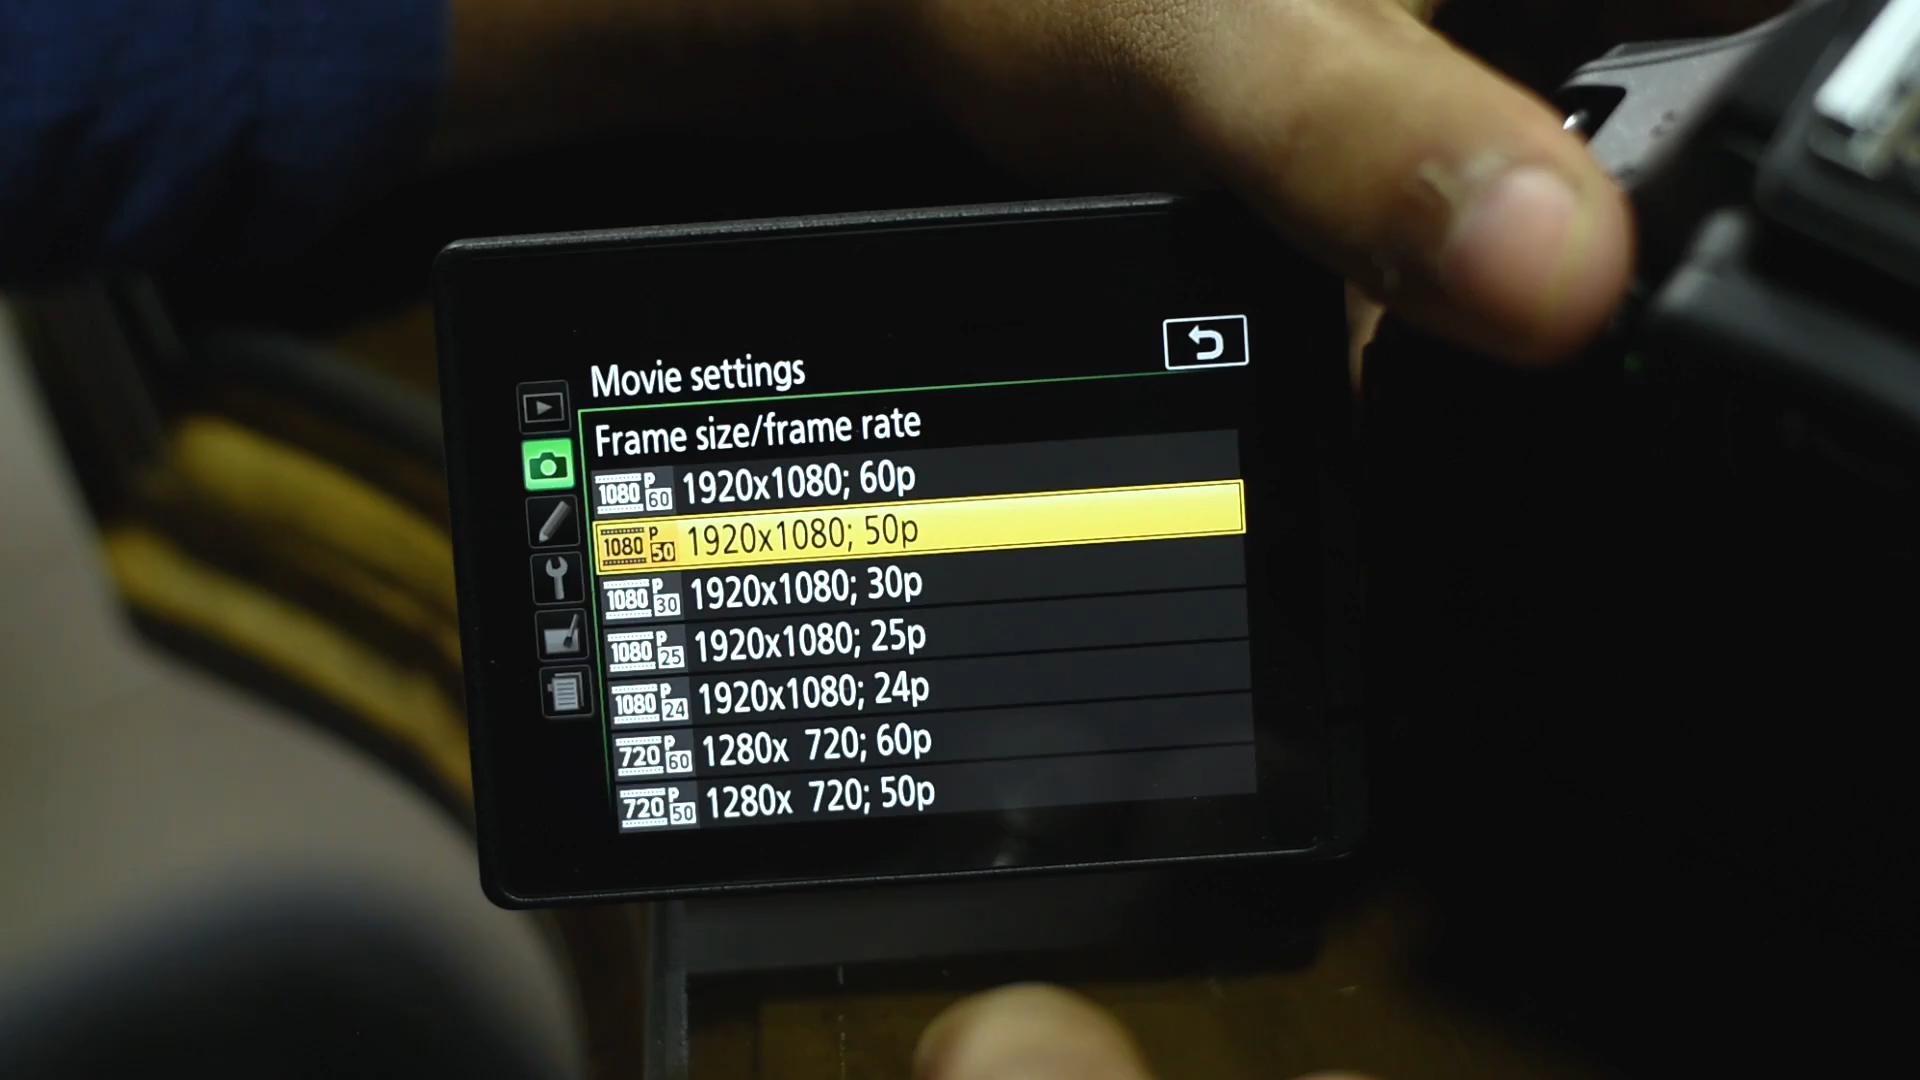 Movie settings
Frame size/frame rate
1080 P 60 1920x1080; 60p
1080 P 50 1920x1080; 50p
1080 P 30 1920x1080; 30p
1080 P 25 1920x1080; 25p
1080 P 24 1920x1080; 24p
720 P 60 1280x 720; 60p
720 P 50 1280x 720; 50p